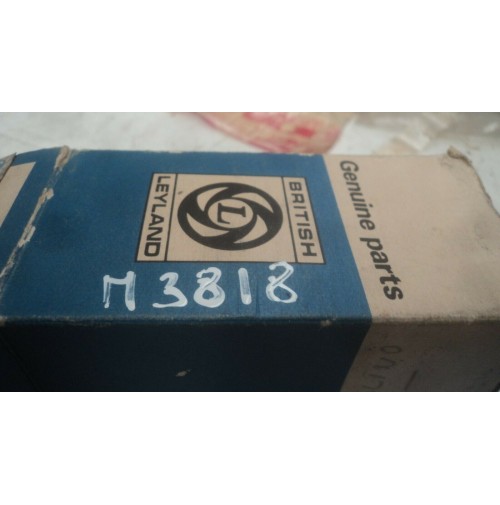 BRITISH
L
LEYLAND
Genuine parts
M3818